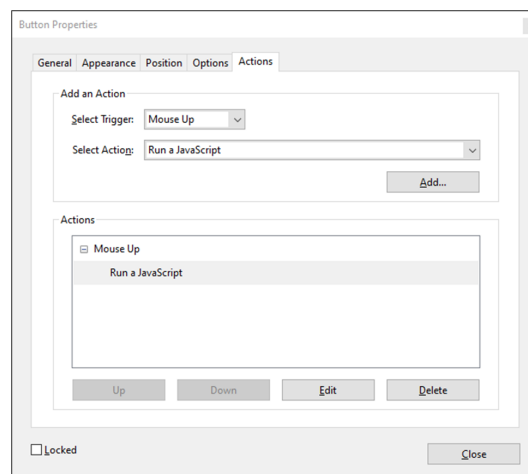 Button Properties
General Appearance Position Options Actions
Add an Action
Select Trigger: Mouse Up
Select Action: Run a JavaScript
Add...
Actions
Mouse Up
Run a JavaScript
Up Down Edit Delete
Locked
Close